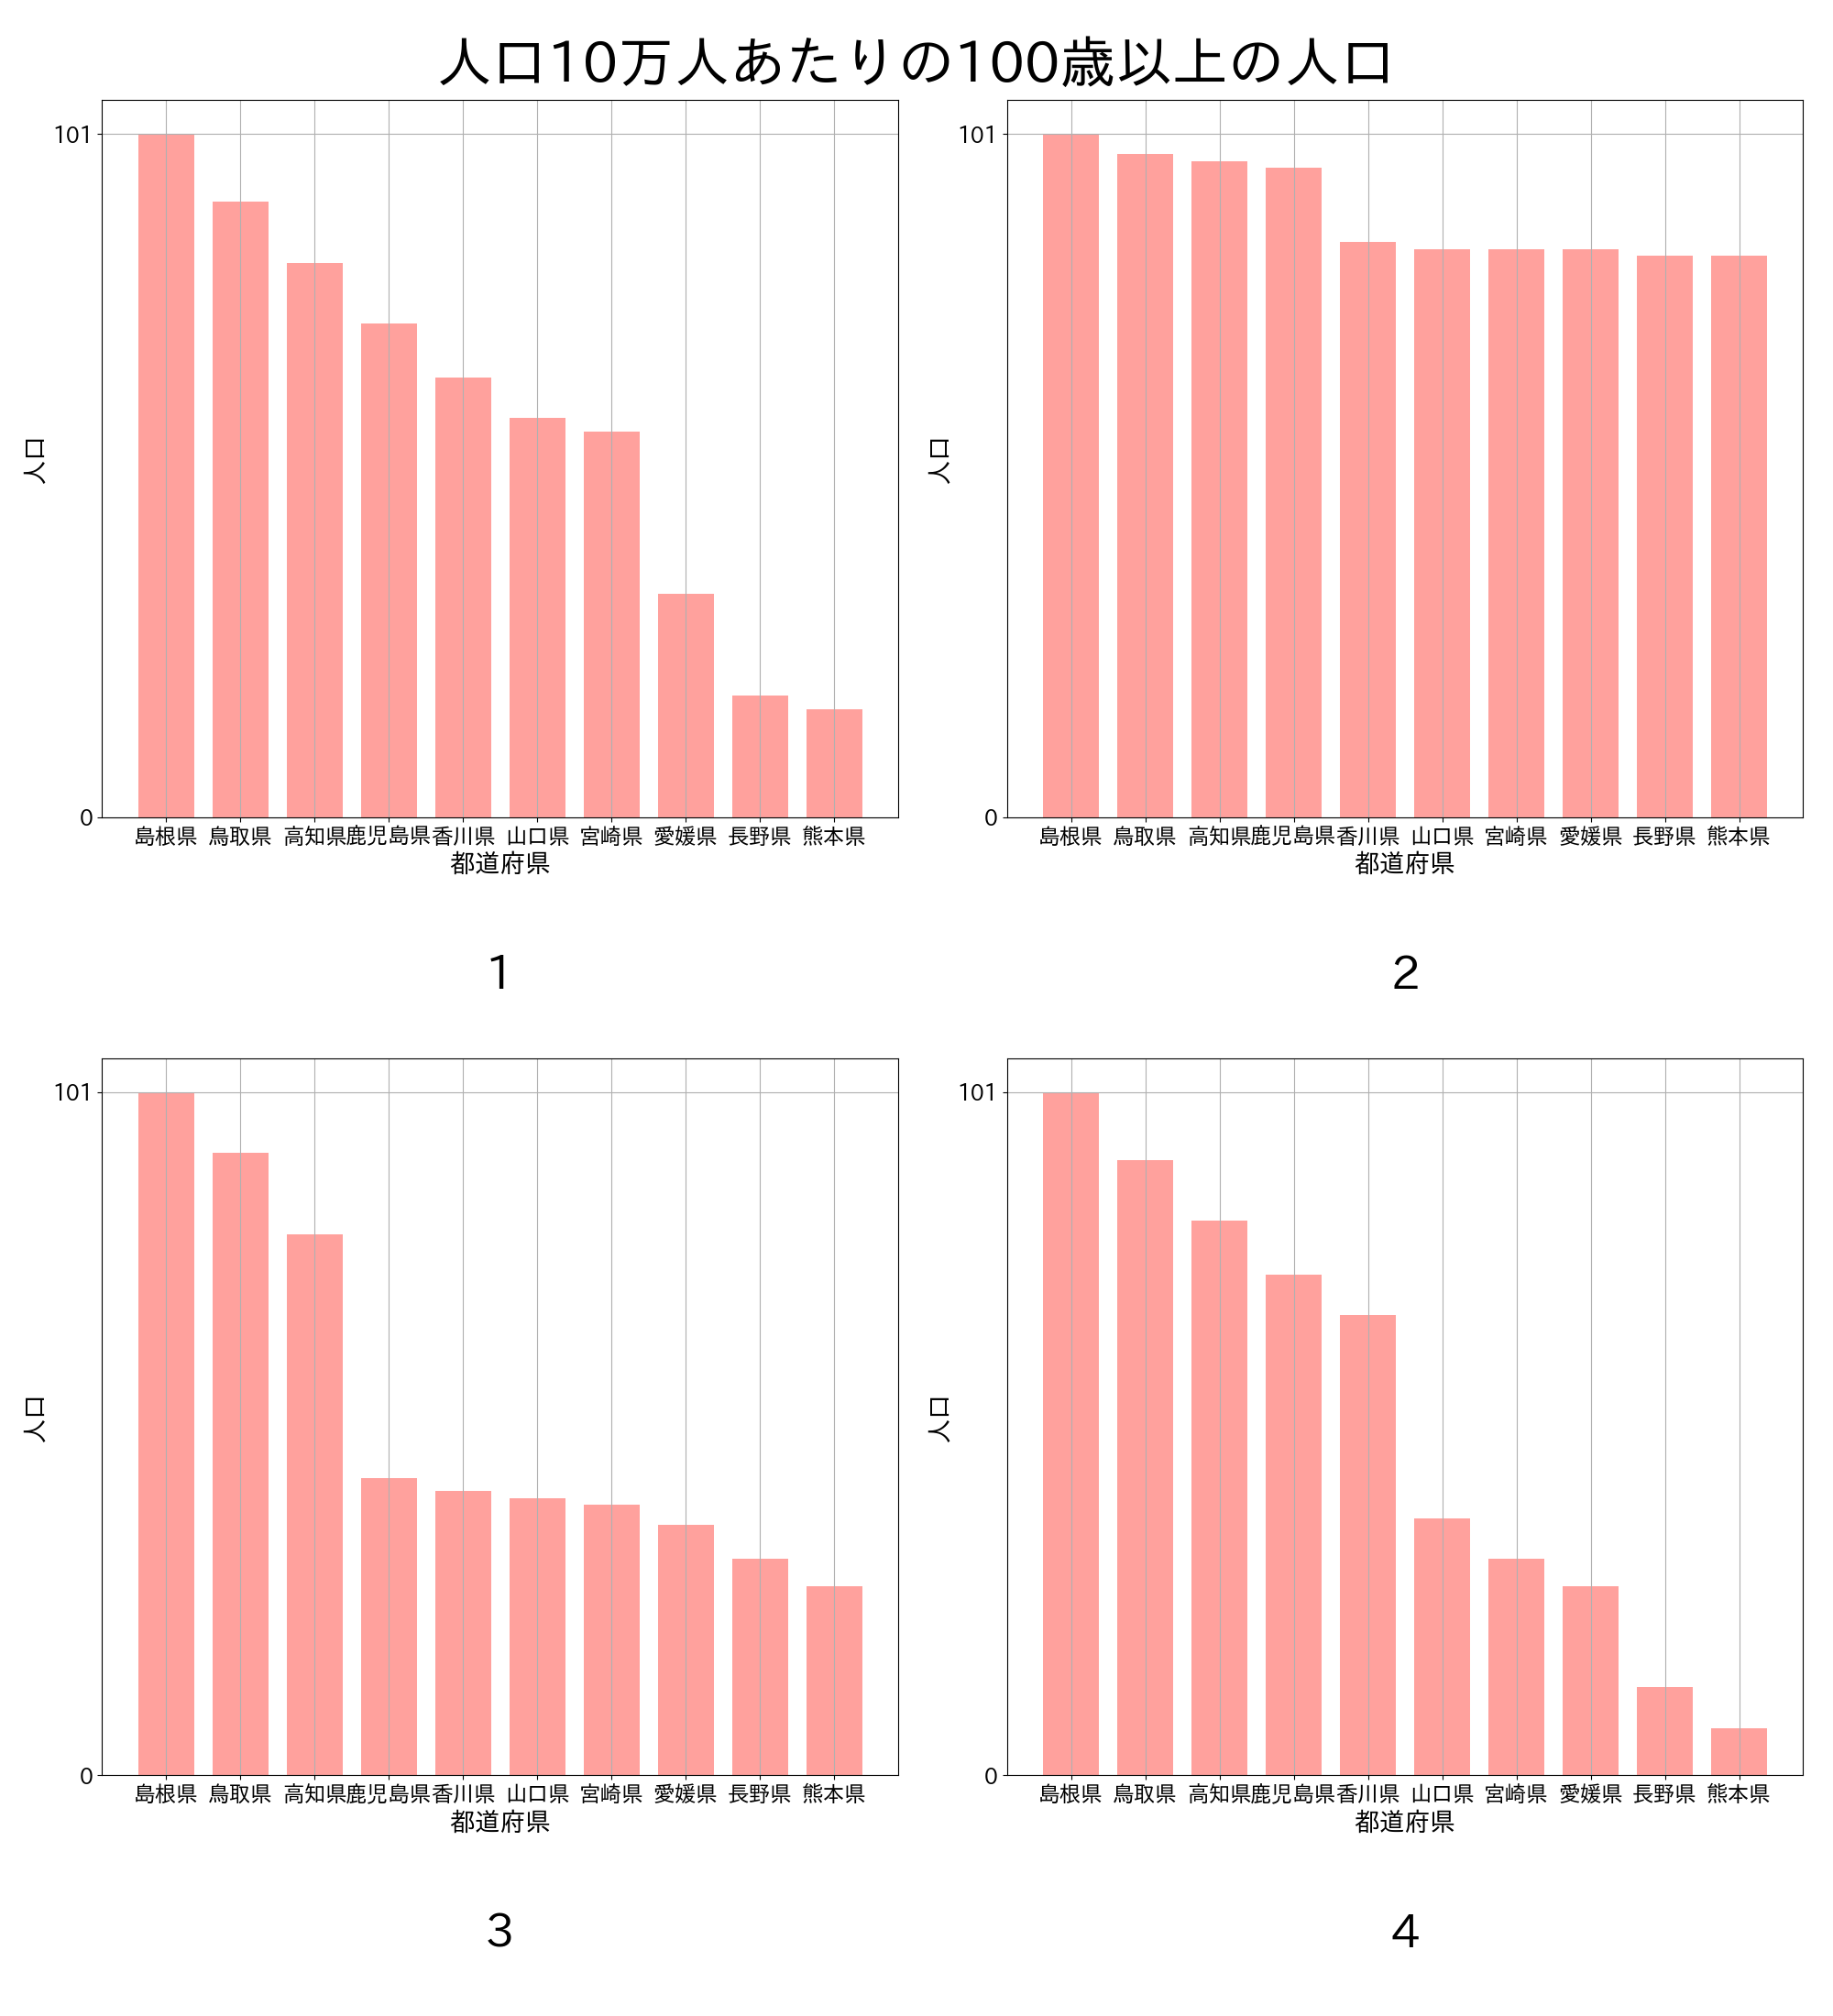 人口10万人あたりの100歳以上の人口
101
0
人口
島根県 鳥取県 高知県 鹿児島県 香川県 山口県 宮崎県 愛媛県 長野県 熊本県
都道府県
1
101
0
人口
島根県 鳥取県 高知県 鹿児島県 香川県 山口県 宮崎県 愛媛県 長野県 熊本県
都道府県
2
101
0
人口
島根県 鳥取県 高知県 鹿児島県 香川県 山口県 宮崎県 愛媛県 長野県 熊本県
都道府県
3
101
0
人口
島根県 鳥取県 高知県 鹿児島県 香川県 山口県 宮崎県 愛媛県 長野県 熊本県
都道府県
4